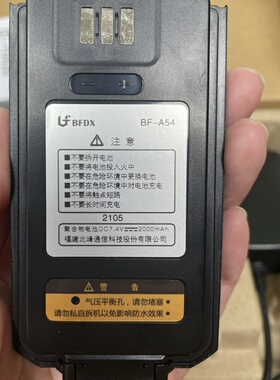 BFDX BF-A54
⚠ 注意
■不要拆开电池
■不要将电池投入火中
■不要在危险环境中更换电池
■不要在危险环境中对电池充电
■不要将触点短路
■不要长时间充电
2105
聚合物电池DC7.4V⎓2000mAh
福建北峰通信科技股份有限公司
⚠ 警告
气压平衡孔,请勿堵塞
请勿私自拆机以免影响防水效果